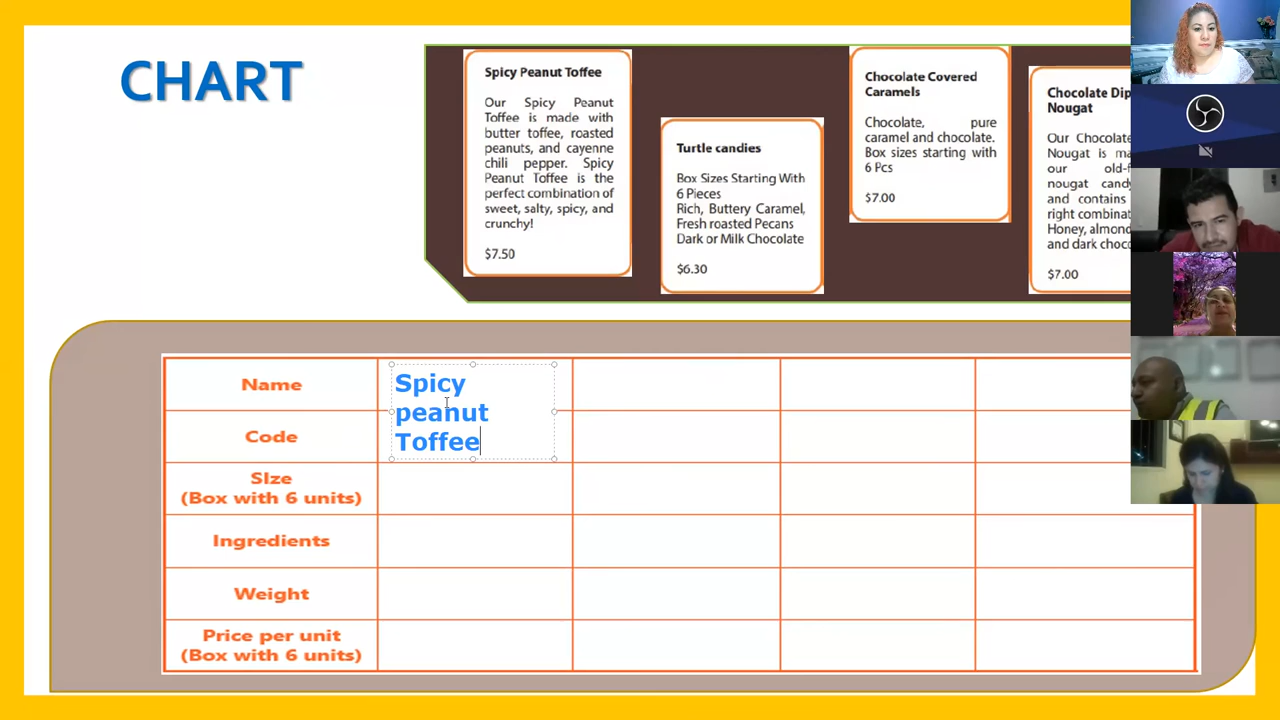 CHART
Spicy Peanut Toffee
Our Spicy Peanut
Toffee is made with
butter toffee, roasted
peanuts, and cayenne
chili pepper. Spicy
Peanut Toffee is the
perfect combination of
sweet, salty, spicy, and
crunchy!
$7.50
Turtle candies
Box Sizes Starting With
6 Pieces
Rich, Buttery Caramel,
Fresh roasted Pecans
Dark or Milk Chocolate
$6.30
Chocolate Covered
Caramels
Chocolate, pure
caramel and chocolate.
Box sizes starting with
6 Pcs
$7.00
Chocolate Dip
Nougat
Our Chocolate
Nougat is ma
our old-f
nougat candy
and contains
right combinat
Honey, almond
and dark choco
$7.00
Name
Spicy
peanut
Toffee
Code
SIze
(Box with 6 units)
Ingredients
Weight
Price per unit
(Box with 6 units)